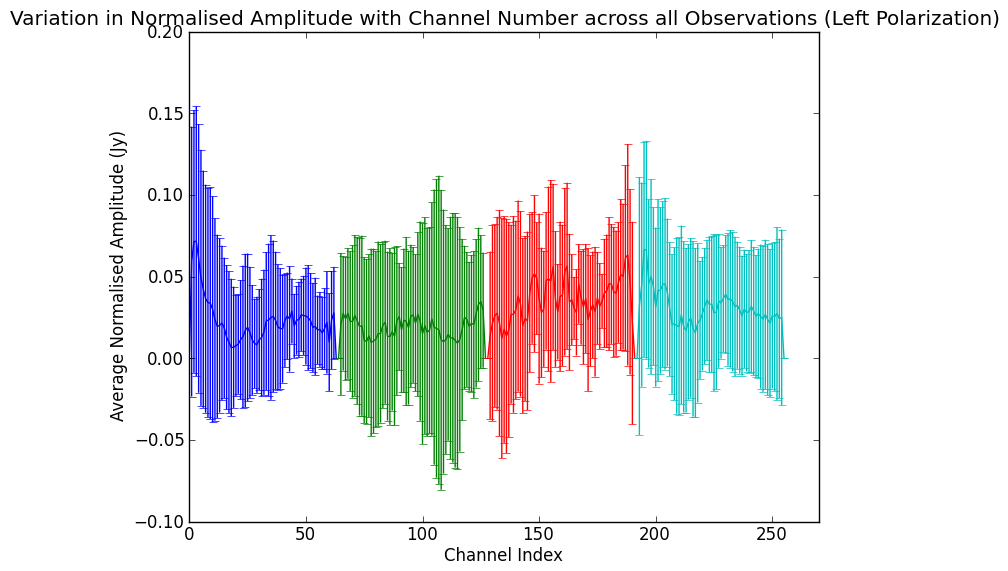 Variation in Normalised Amplitude with Channel Number across all Observations (Left Polarization)
0.20
0.15
0.10
0.05
0.00
−0.05
−0.10
Average Normalised Amplitude (Jy)
0 50 100 150 200 250
Channel Index